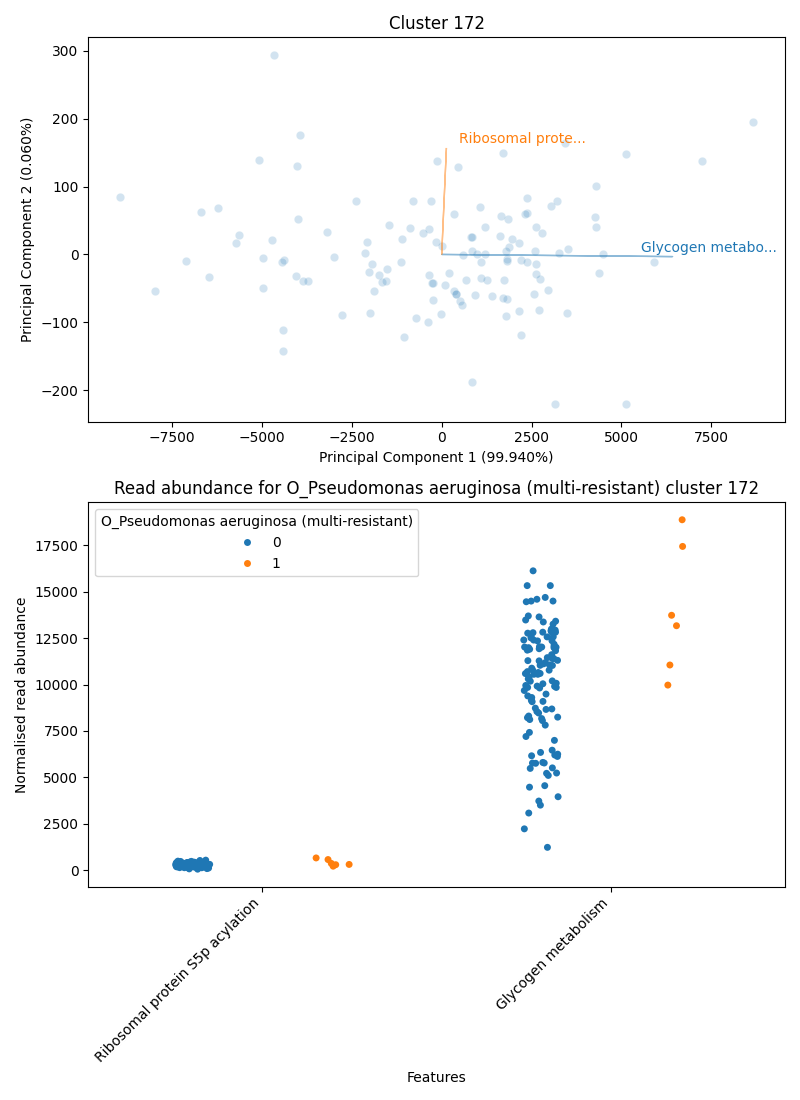 Cluster 172
300
200
100
0
−100
−200
Principal Component 2 (0.060%)
Ribosomal prote...
Glycogen metabo...
−7500
−5000
−2500
0
2500
5000
7500
Principal Component 1 (99.940%)
Read abundance for O_Pseudomonas aeruginosa (multi-resistant) cluster 172
O_Pseudomonas aeruginosa (multi-resistant)
0
1
17500
15000
12500
10000
7500
5000
2500
0
Normalised read abundance
Ribosomal protein S5p acylation
Glycogen metabolism
Features